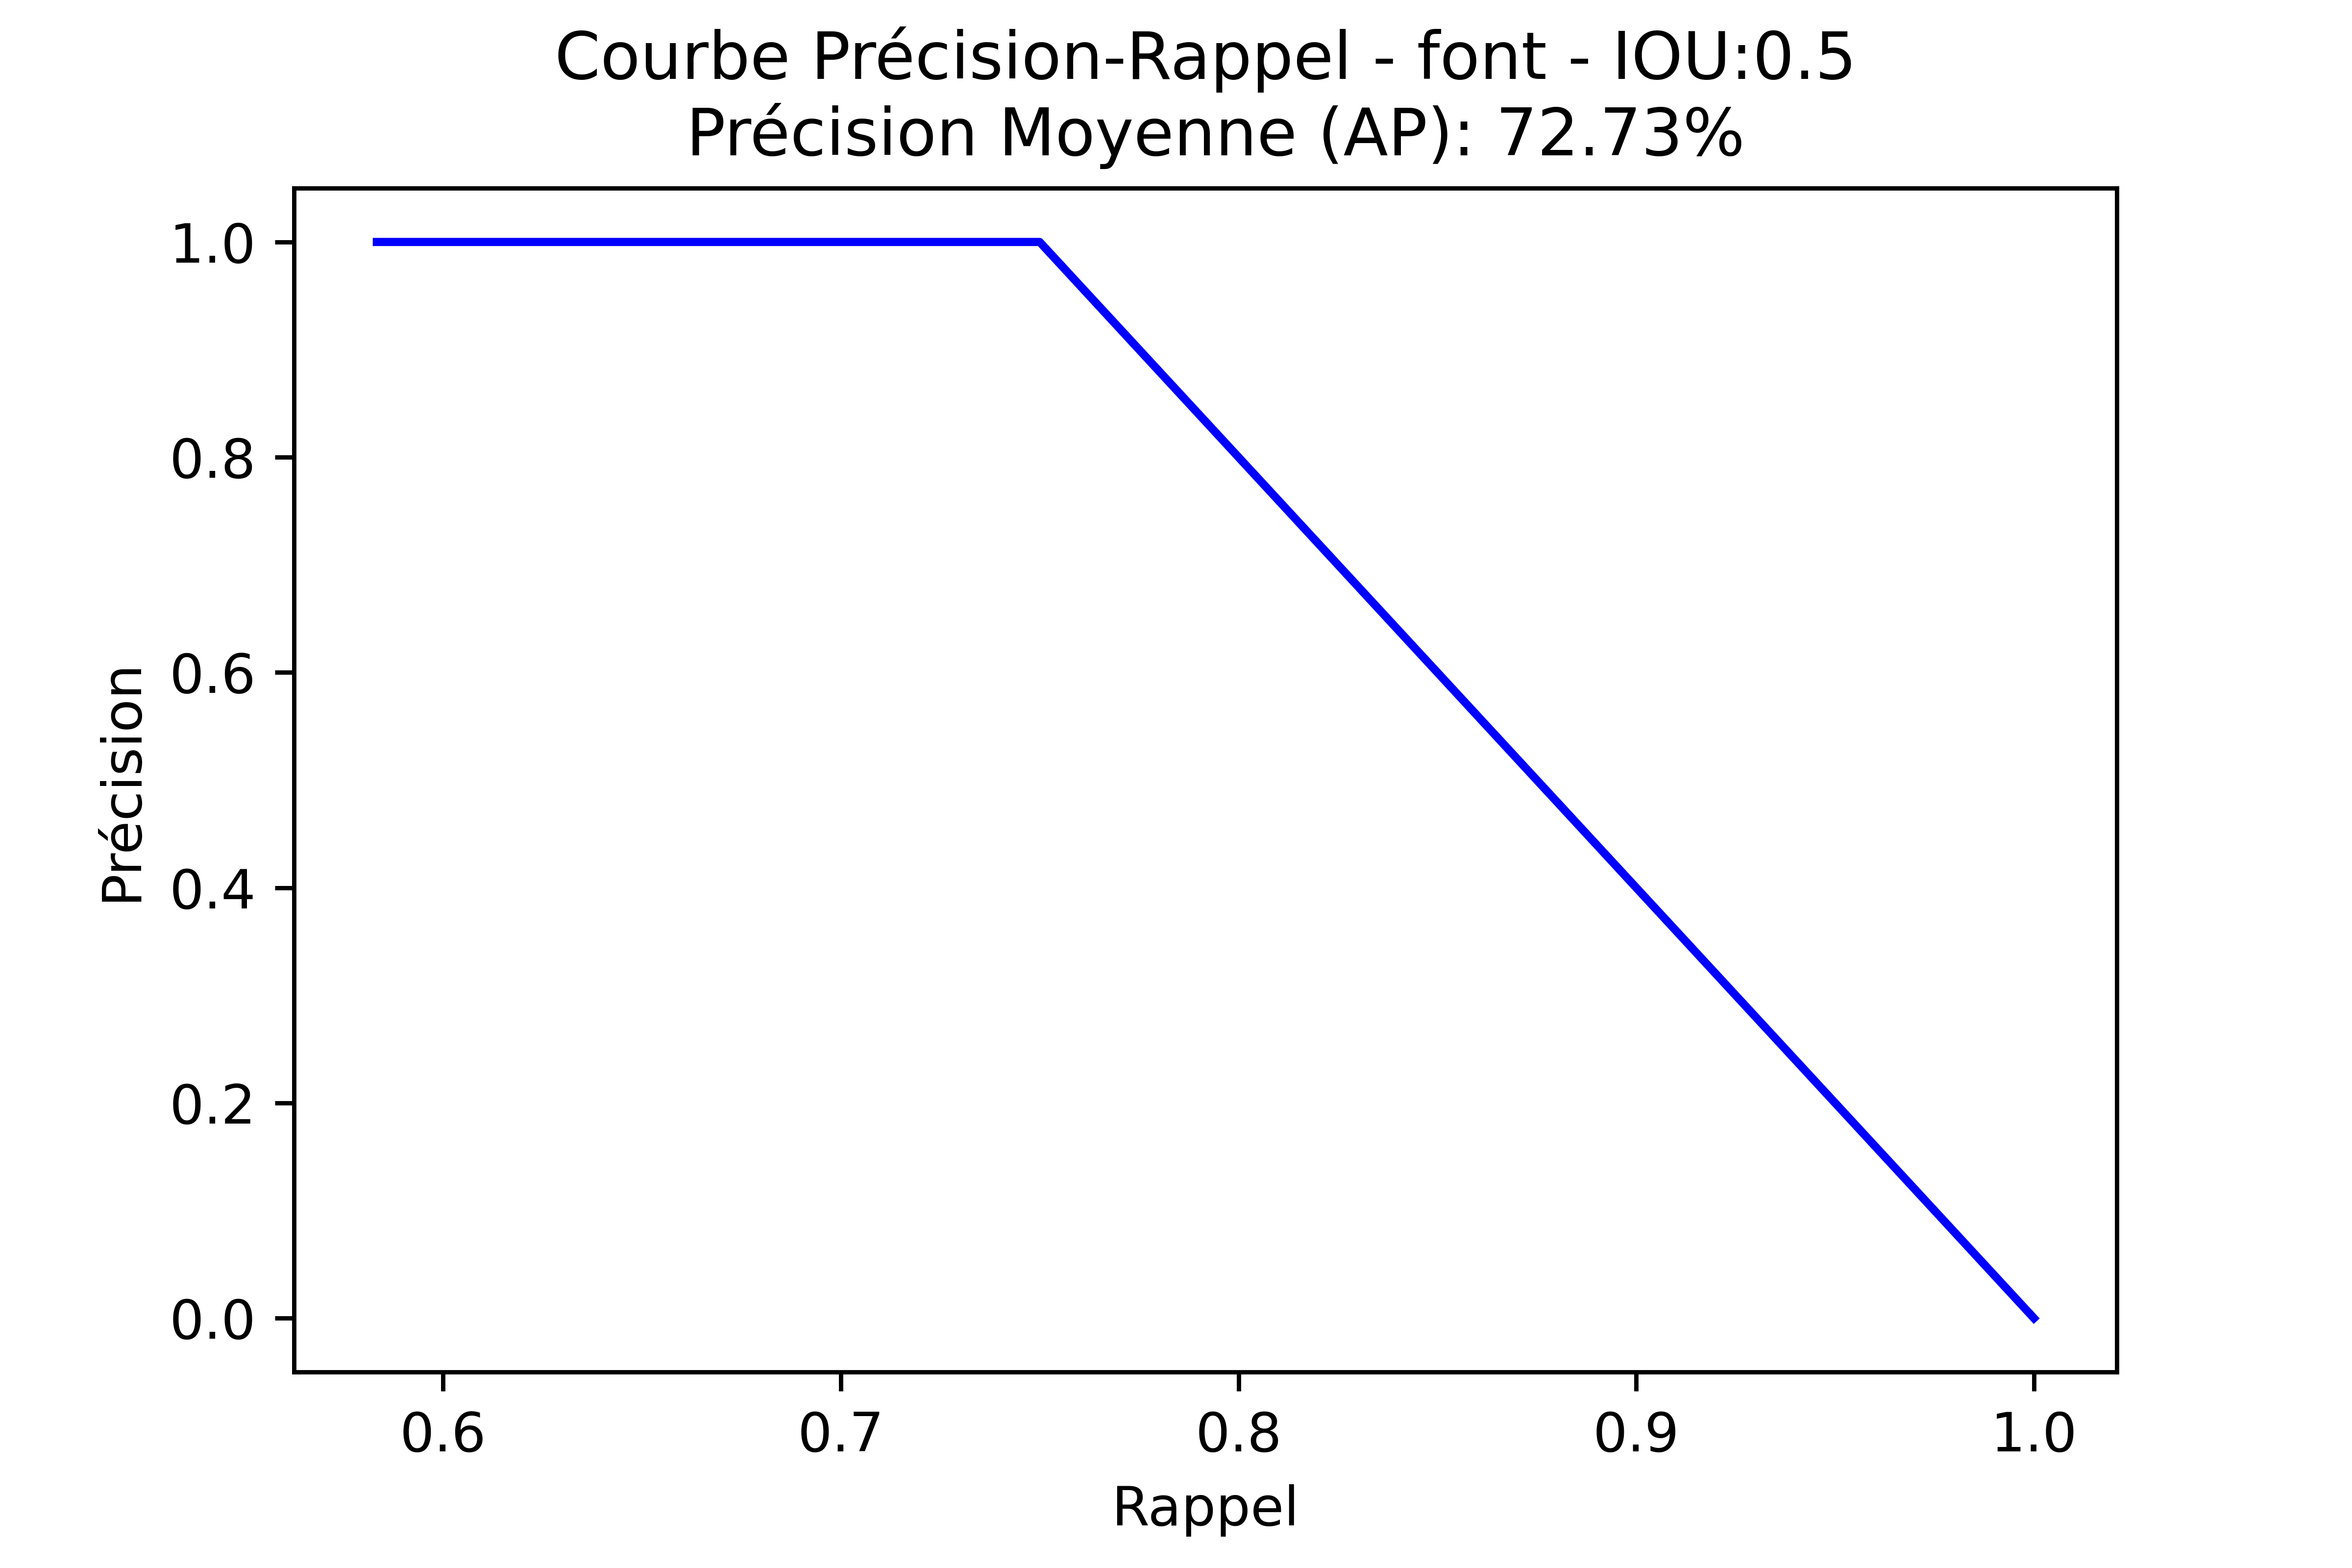 Courbe Précision-Rappel - font - IOU:0.5
Précision Moyenne (AP): 72.73%
Précision
1.0
0.8
0.6
0.4
0.2
0.0
0.6 0.7 0.8 0.9 1.0
Rappel